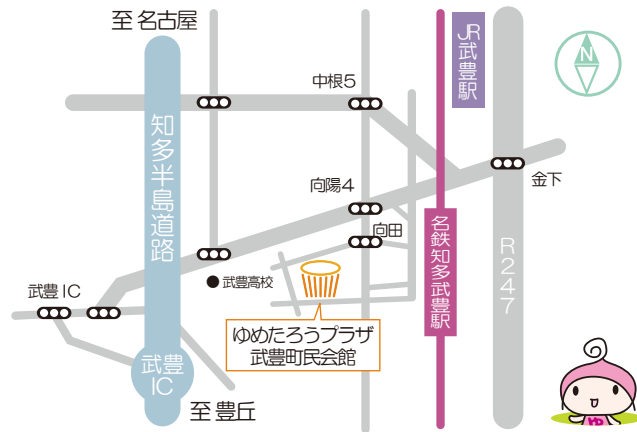 至 名古屋
N
JR武豊駅
中根5
知多半島道路
向陽4
金下
向田
名鉄知多武豊駅
R247
武豊高校
武豊 IC
ゆめたろうプラザ
武豊町民会館
武豊
IC
至 豊丘
ゆ